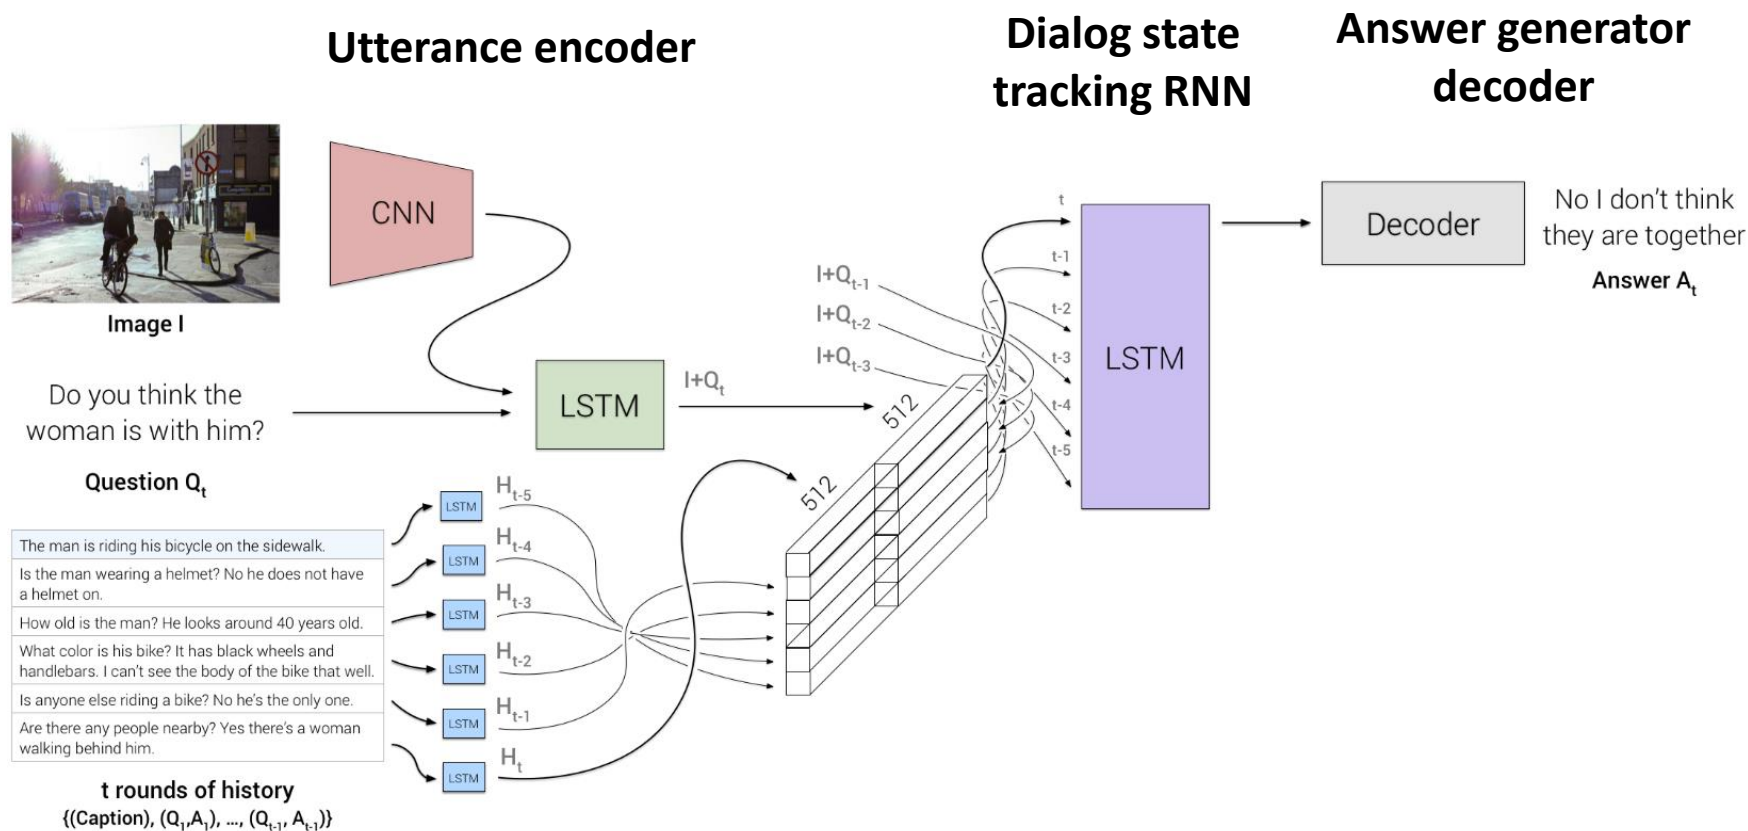 Utterance encoder
Dialog state
tracking RNN
Answer generator
decoder
CNN
Image I
Do you think the
woman is with him?
Question Qt
LSTM
I+Qt
I+Qt-1
I+Qt-2
I+Qt-3
512
512
t
t-1
t-2
t-3
t-4
t-5
LSTM
Decoder
No I don't think
they are together
Answer At
The man is riding his bicycle on the sidewalk.
Is the man wearing a helmet? No he does not have
a helmet on.
How old is the man? He looks around 40 years old.
What color is his bike? It has black wheels and
handlebars. I can't see the body of the bike that well.
Is anyone else riding a bike? No he's the only one.
Are there any people nearby? Yes there's a woman
walking behind him.
LSTM
Ht-5
LSTM
Ht-4
LSTM
Ht-3
LSTM
Ht-2
LSTM
Ht-1
LSTM
Ht
t rounds of history
{(Caption), (Q1,A1), ..., (Qt-1, At-1)}